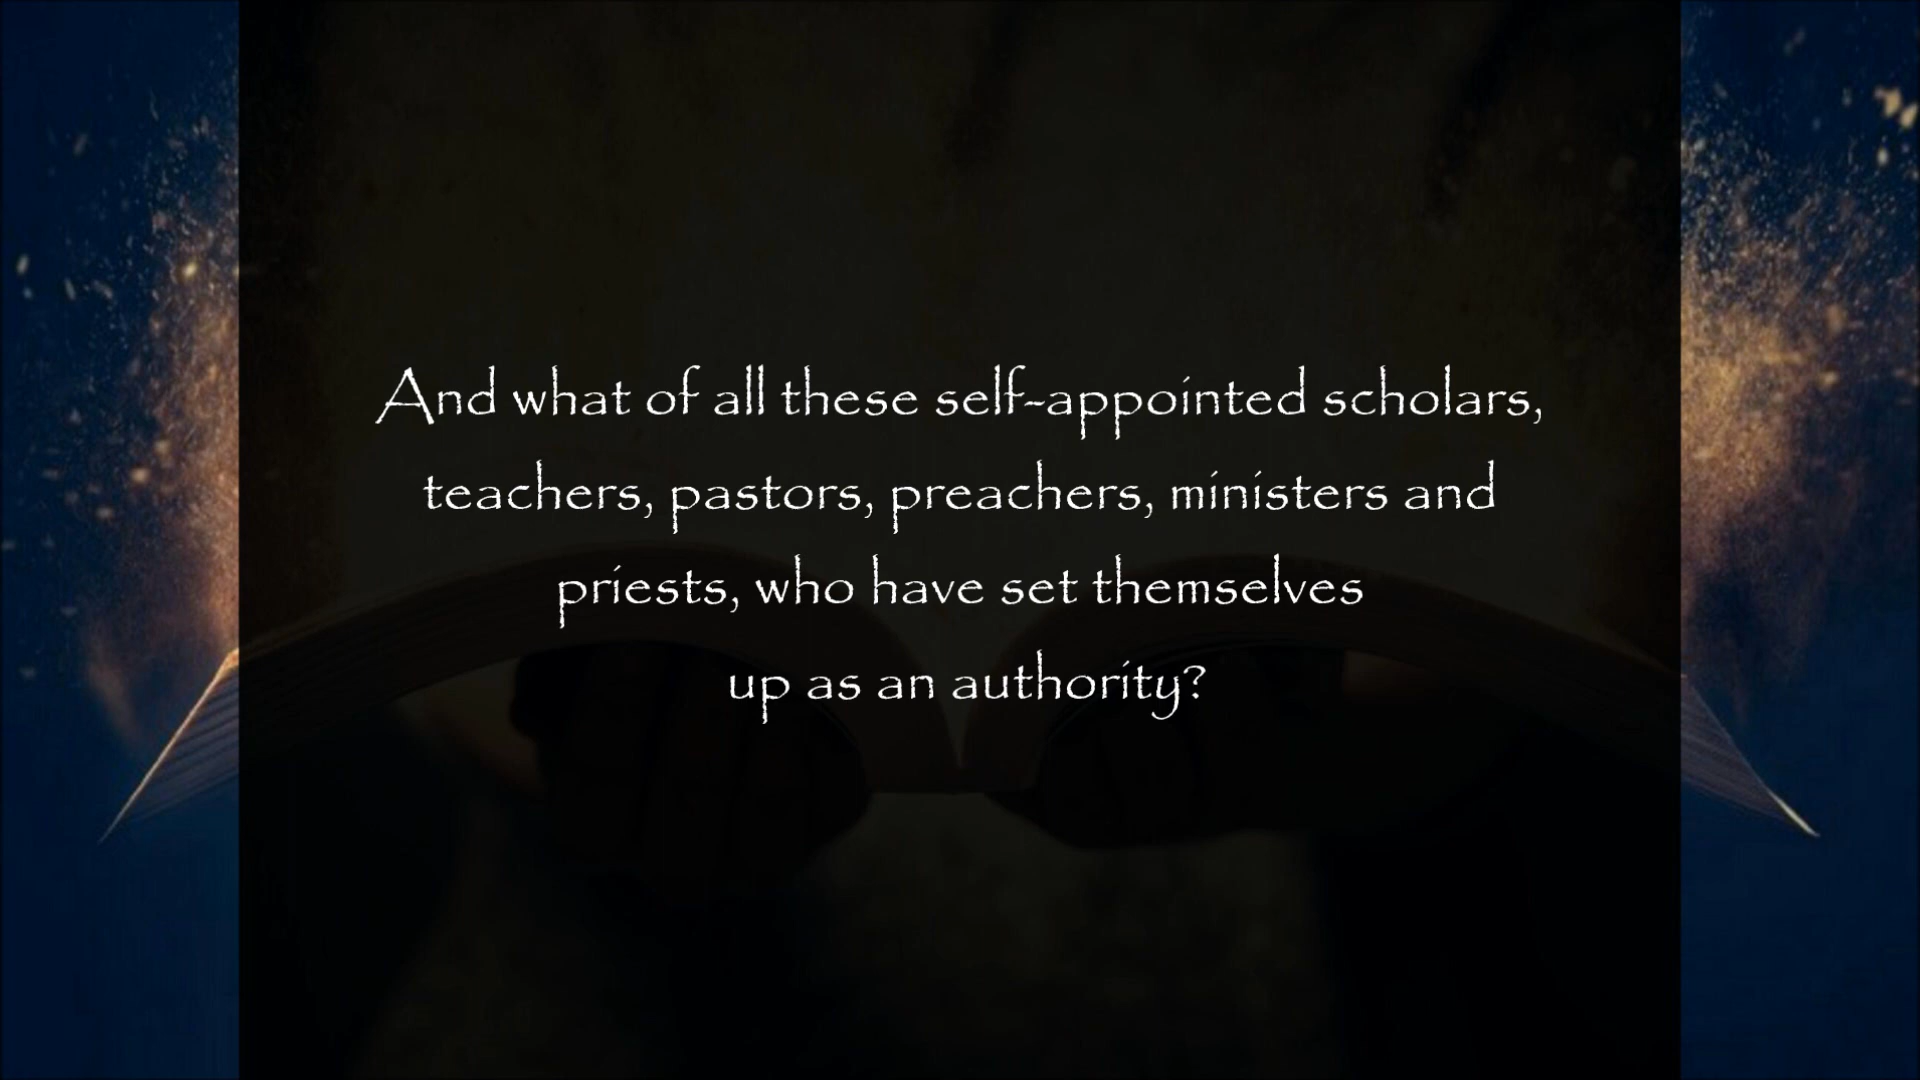 And what of all these self-appointed scholars,
teachers, pastors, preachers, ministers and
priests, who have set themselves
up as an authority?